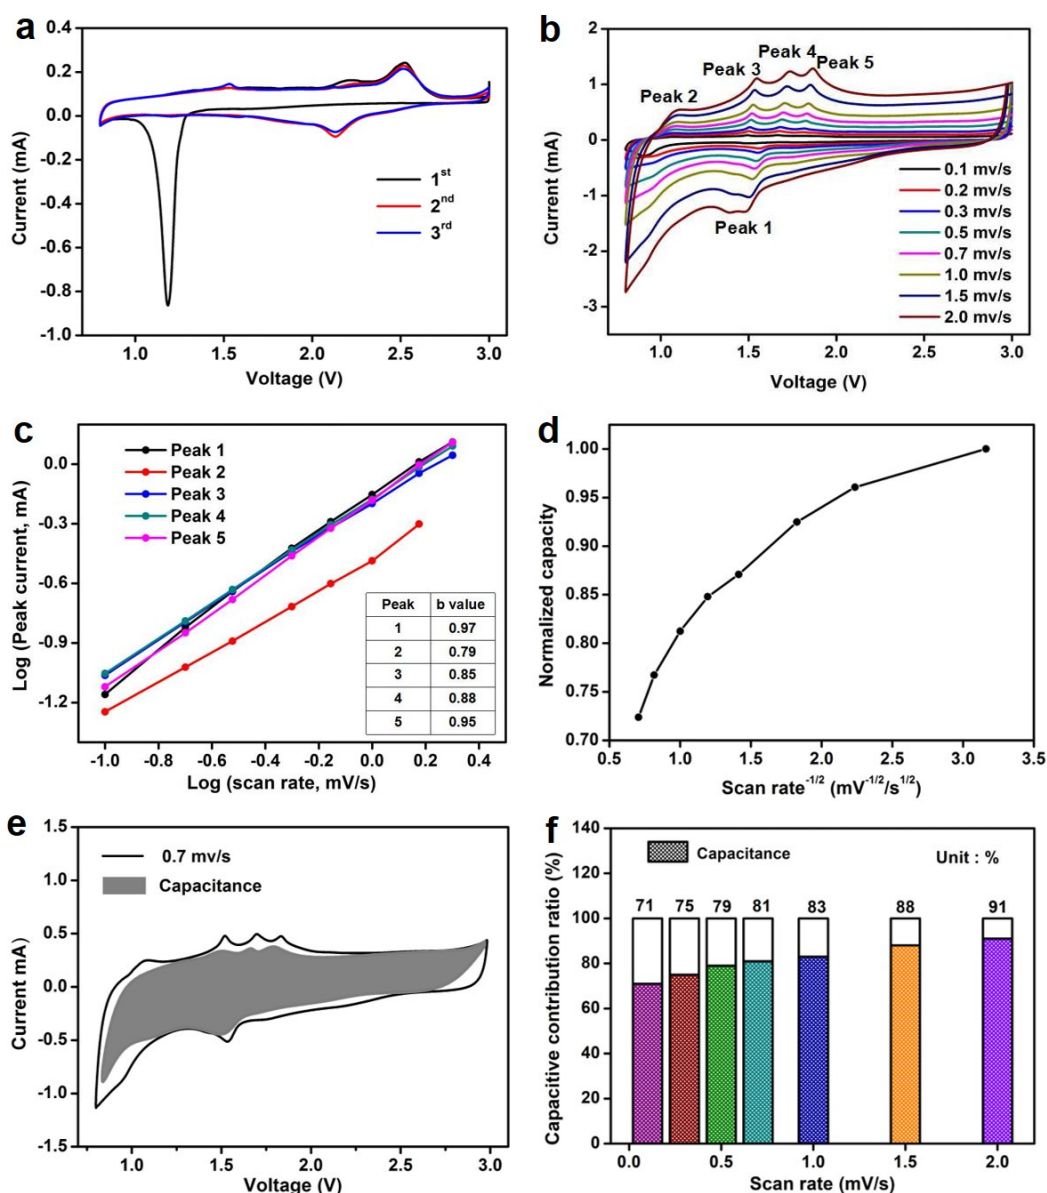 a
0.4
0.2
0.0
-0.2
-0.4
-0.6
-0.8
-1.0
Current (mA)
1st
2nd
3rd
1.0 1.5 2.0 2.5 3.0
Voltage (V)
b
2
1
0
-1
-2
-3
Current (mA)
Peak 4
Peak 3
Peak 5
Peak 2
Peak 1
0.1 mv/s
0.2 mv/s
0.3 mv/s
0.5 mv/s
0.7 mv/s
1.0 mv/s
1.5 mv/s
2.0 mv/s
1.0 1.5 2.0 2.5 3.0
Voltage (V)
c
0.0
-0.3
-0.6
-0.9
-1.2
Log (Peak current, mA)
Peak 1
Peak 2
Peak 3
Peak 4
Peak 5
Peak b value
1 0.97
2 0.79
3 0.85
4 0.88
5 0.95
-1.0 -0.8 -0.6 -0.4 -0.2 0.0 0.2 0.4
Log (scan rate, mV/s)
d
1.00
0.95
0.90
0.85
0.80
0.75
0.70
Normalized capacity
0.5 1.0 1.5 2.0 2.5 3.0 3.5
Scan rate-1/2 (mV-1/2/s1/2)
e
1.5
1.0
0.5
0.0
-0.5
-1.0
-1.5
Current mA)
0.7 mv/s
Capacitance
1.0 1.5 2.0 2.5 3.0
Voltage (V)
f
140
120
100
80
60
40
20
0
Capacitive contribution ratio (%)
Capacitance
Unit : %
71 75 79 81 83 88 91
0.0 0.5 1.0 1.5 2.0
Scan rate (mV/s)